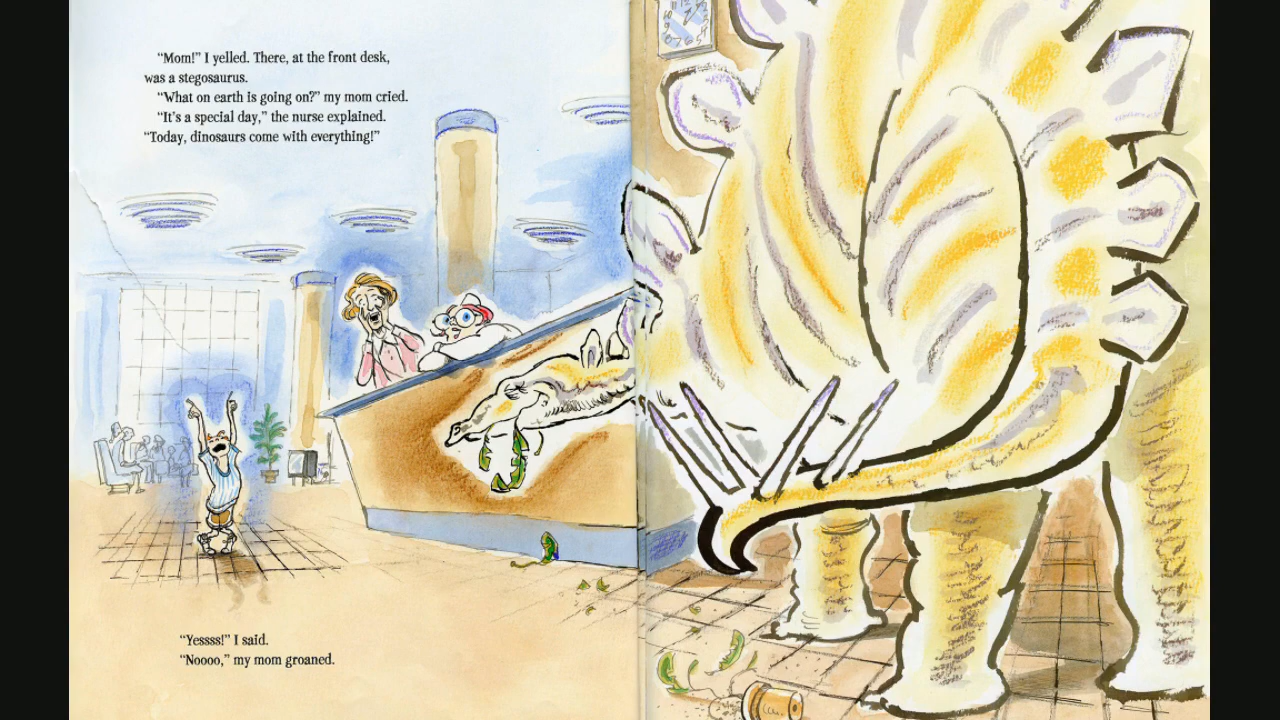 “Mom!” I yelled. There, at the front desk,
was a stegosaurus.
“What on earth is going on?” my mom cried.
“It’s a special day,” the nurse explained.
“Today, dinosaurs come with everything!”
“Yessss!” I said.
“Noooo,” my mom groaned.